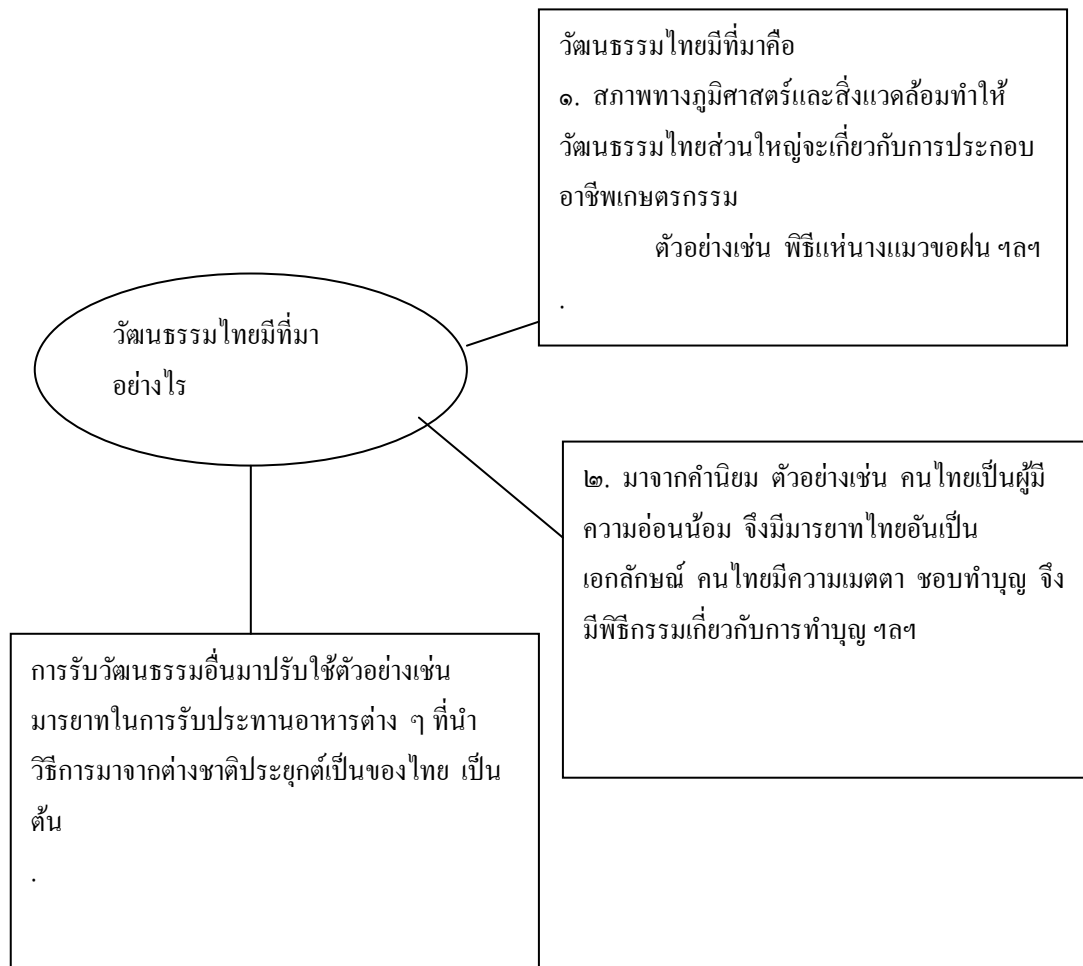 วัฒนธรรมไทยมีที่มา
อย่างไร
วัฒนธรรมไทยมีที่มาคือ
๑. สภาพทางภูมิศาสตร์และสิ่งแวดล้อมทำให้
วัฒนธรรมไทยส่วนใหญ่จะเกี่ยวกับการประกอบ
อาชีพเกษตรกรรม
ตัวอย่างเช่น พิธีแห่นางแมวขอฝน ฯลฯ
.
๒. มาจากคำนิยม ตัวอย่างเช่น คนไทยเป็นผู้มี
ความอ่อนน้อม จึงมีมารยาทไทยอันเป็น
เอกลักษณ์ คนไทยมีความเมตตา ชอบทำบุญ จึง
มีพิธีกรรมเกี่ยวกับการทำบุญ ฯลฯ
การรับวัฒนธรรมอื่นมาปรับใช้ตัวอย่างเช่น
มารยาทในการรับประทานอาหารต่าง ๆ ที่นำ
วิธีการมาจากต่างชาติประยุกต์เป็นของไทย เป็น
ต้น
.